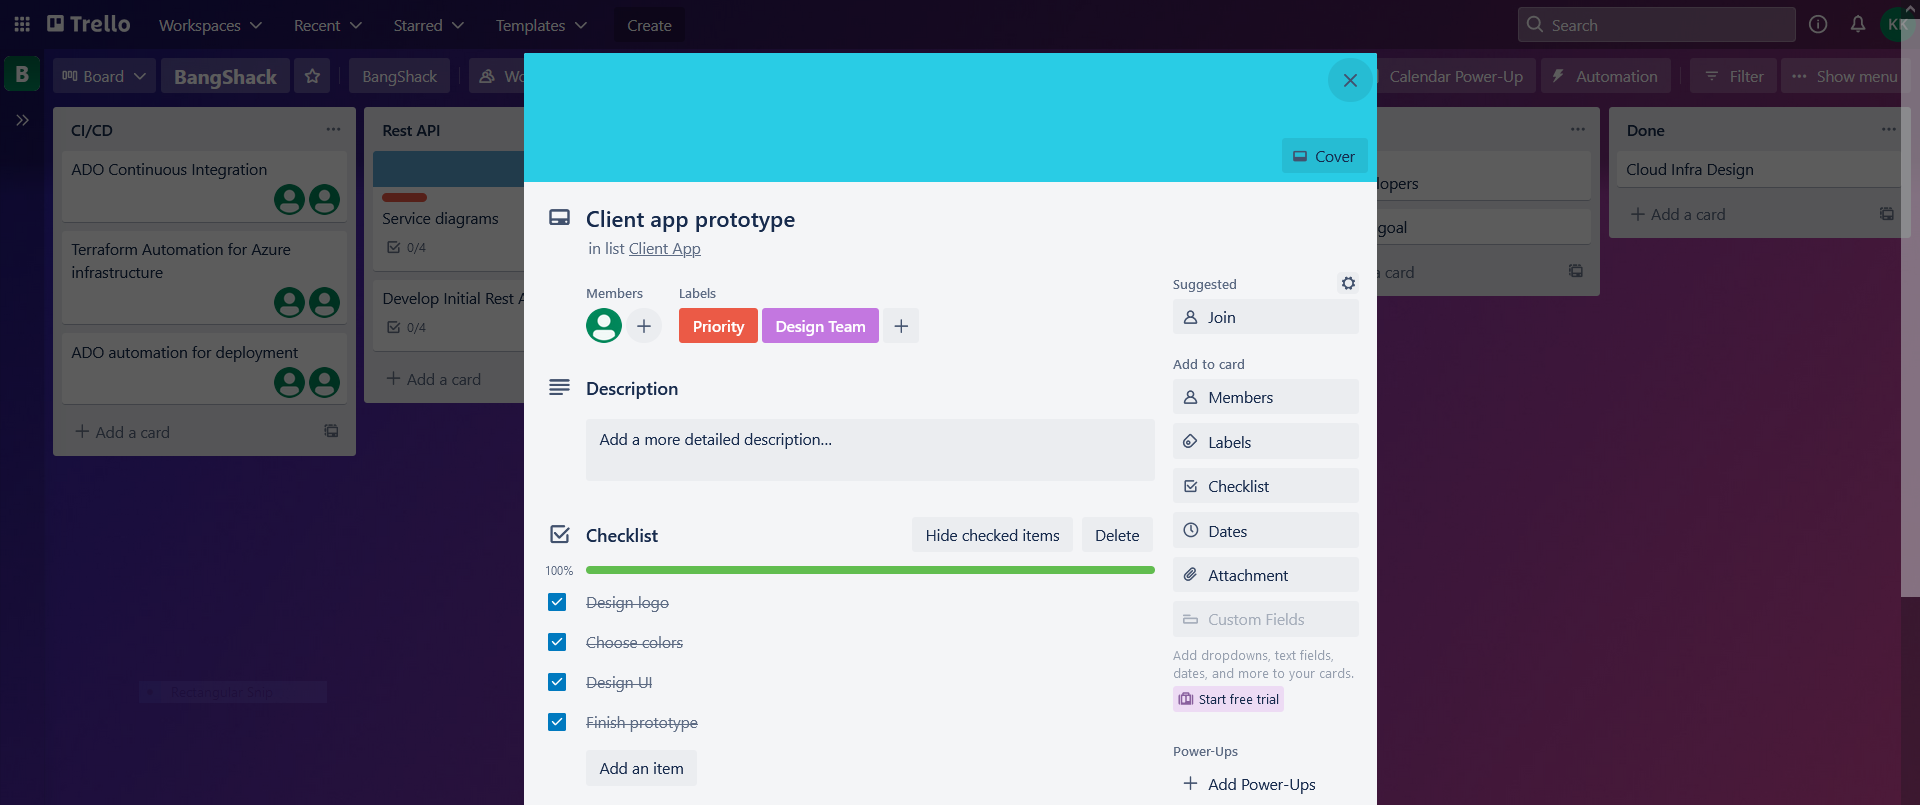 Trello
Workspaces
Recent
Starred
Templates
Create
Search
KK
B
Board
BangShack
BangShack
Calendar Power-Up
Automation
Filter
Show menu
CI/CD
ADO Continuous Integration
Terraform Automation for Azure
infrastructure
ADO automation for deployment
Add a card
Rest API
Service diagrams
0/4
Develop Initial Rest
0/4
Add a card
Cover
Client app prototype
in list Client App
Members
Labels
Priority
Design Team
Description
Add a more detailed description...
Checklist
Hide checked items
Delete
100%
Design logo
Choose colors
Design UI
Finish prototype
Add an item
Suggested
Join
Add to card
Members
Labels
Checklist
Dates
Attachment
Custom Fields
Add dropdowns, text fields,
dates, and more to your cards.
Start free trial
Power-Ups
Add Power-Ups
lopers
goal
card
Done
Cloud Infra Design
Add a card
Rectangular Snip